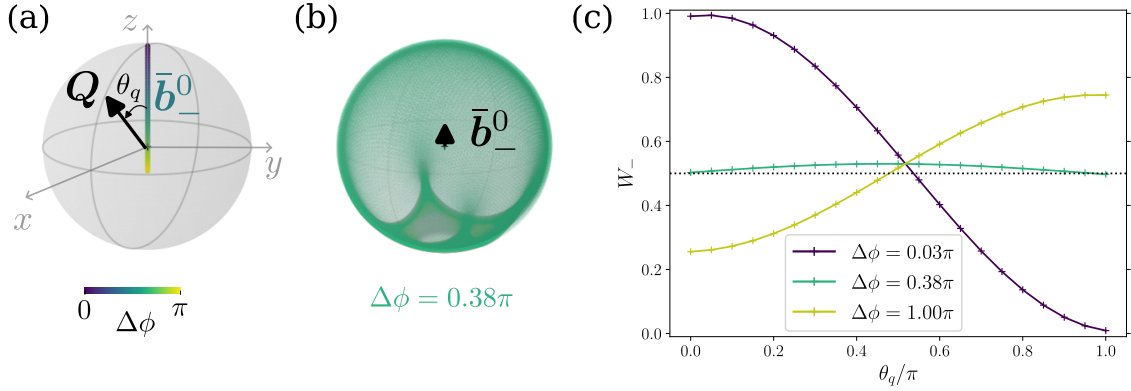 (a)
z
Q
θ_q
b̄⁰₋
y
x
0
π
Δϕ
(b)
b̄⁰₋
Δϕ = 0.38π
(c)
W₋
1.0
0.8
0.6
0.4
0.2
0.0
Δϕ = 0.03π
Δϕ = 0.38π
Δϕ = 1.00π
0.0 0.2 0.4 0.6 0.8 1.0
θ_q/π